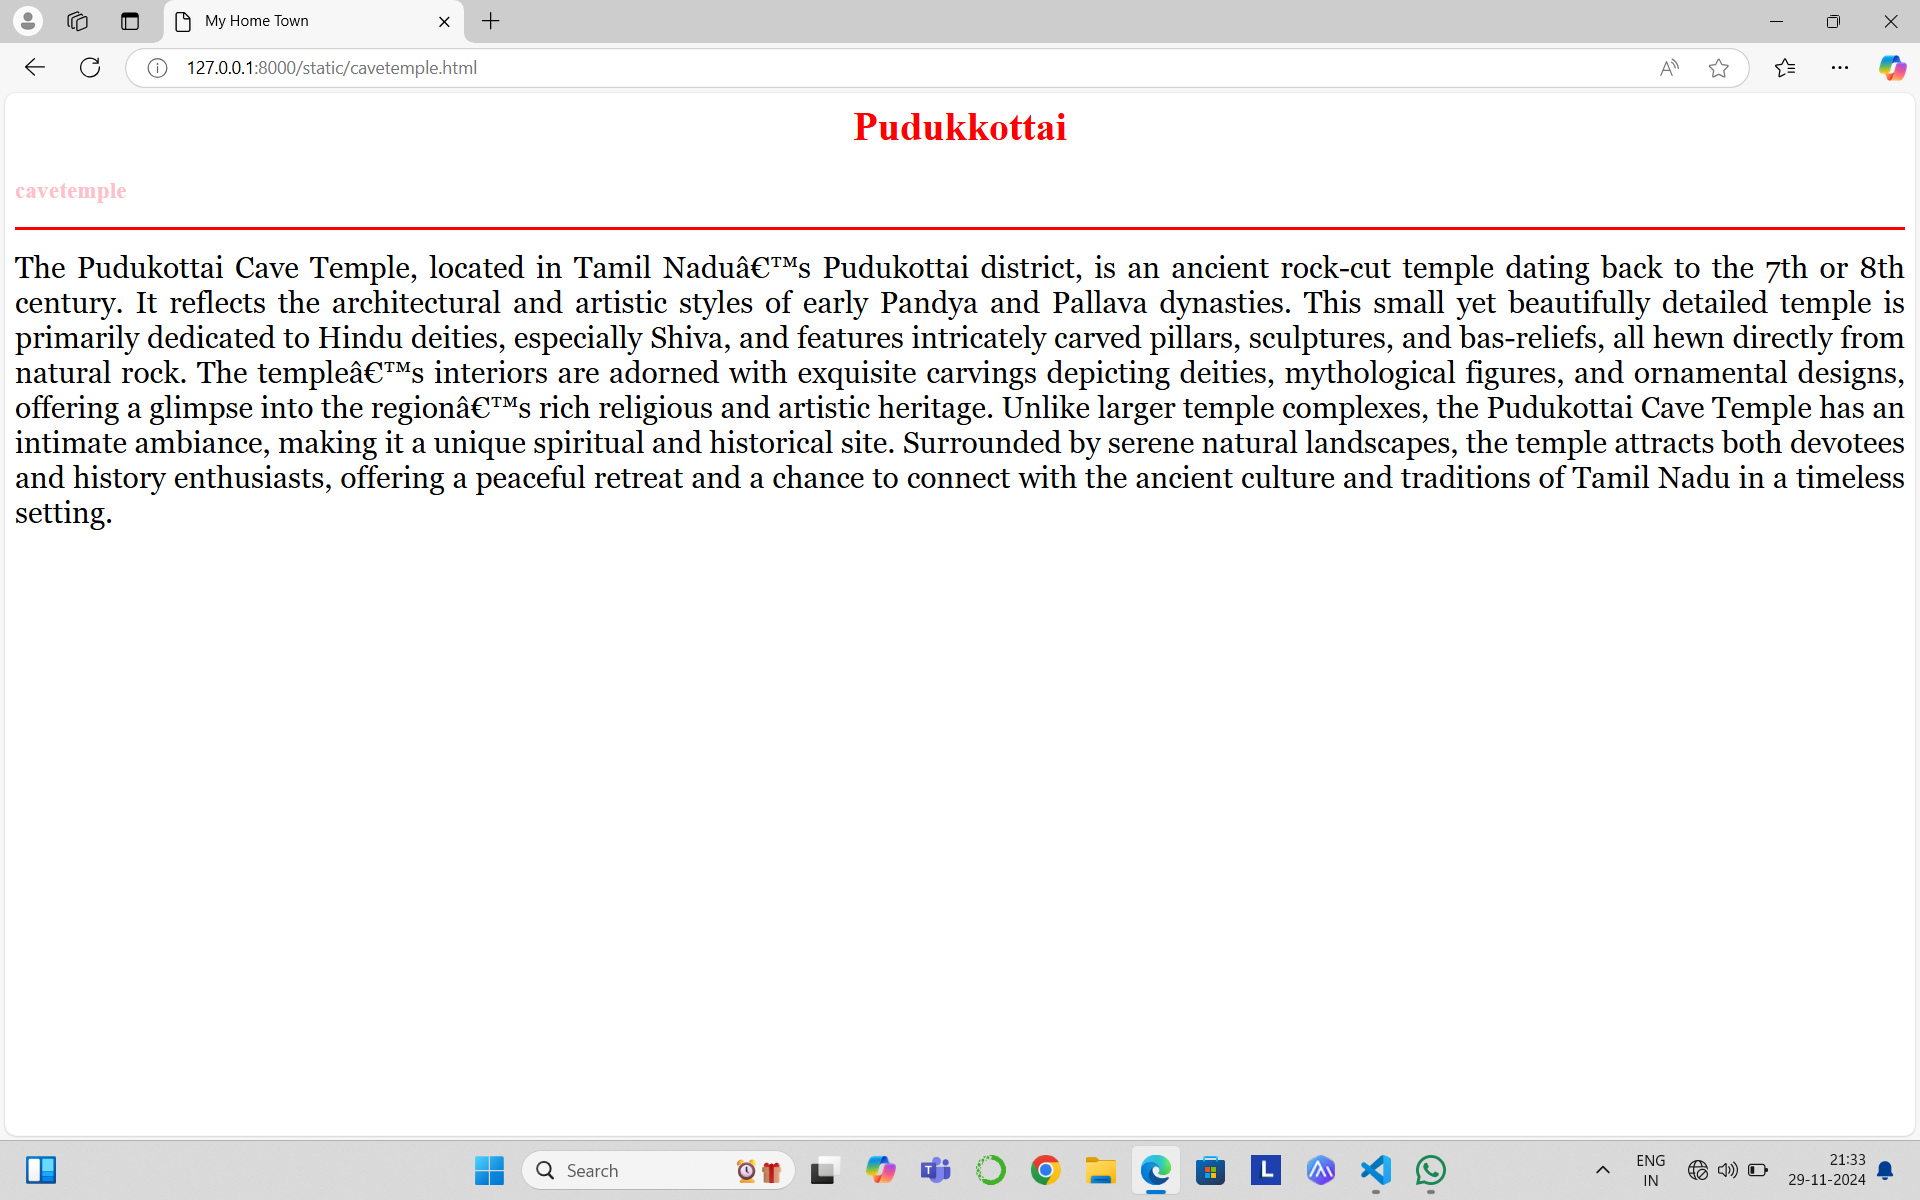 My Home Town
127.0.0.1:8000/static/cavetemple.html
Pudukkottai
cavetemple
The Pudukottai Cave Temple, located in Tamil Naduâ€™s Pudukottai district, is an ancient rock-cut temple dating back to the 7th or 8th
century. It reflects the architectural and artistic styles of early Pandya and Pallava dynasties. This small yet beautifully detailed temple is
primarily dedicated to Hindu deities, especially Shiva, and features intricately carved pillars, sculptures, and bas-reliefs, all hewn directly from
natural rock. The templeâ€™s interiors are adorned with exquisite carvings depicting deities, mythological figures, and ornamental designs,
offering a glimpse into the regionâ€™s rich religious and artistic heritage. Unlike larger temple complexes, the Pudukottai Cave Temple has an
intimate ambiance, making it a unique spiritual and historical site. Surrounded by serene natural landscapes, the temple attracts both devotees
and history enthusiasts, offering a peaceful retreat and a chance to connect with the ancient culture and traditions of Tamil Nadu in a timeless
setting.
Search
L
ENG
IN
21:33
29-11-2024